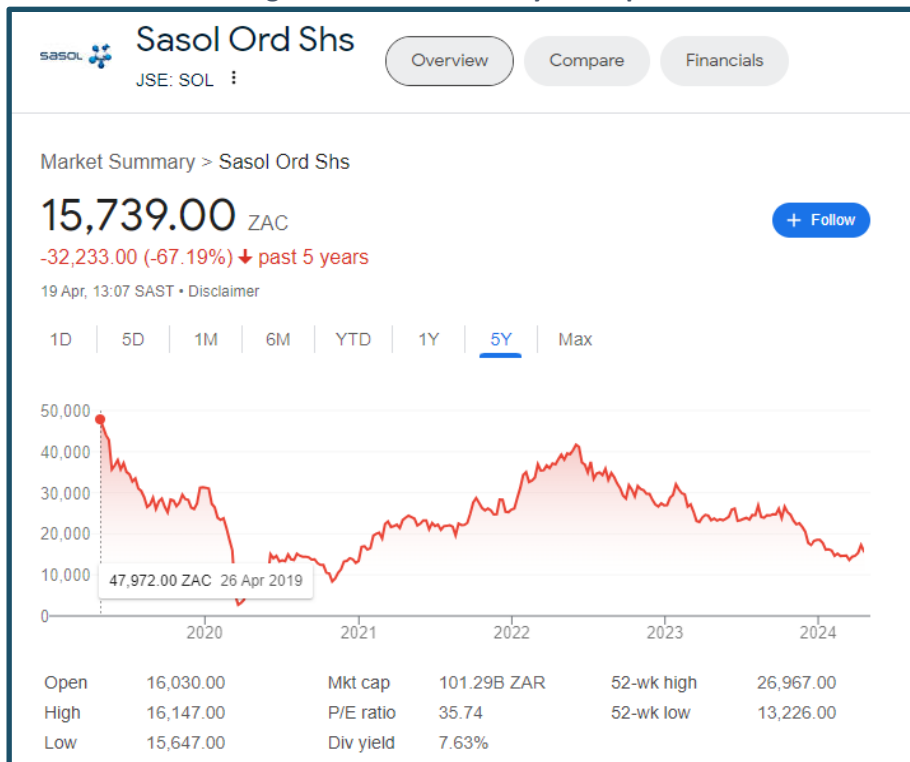 sasol
Sasol Ord Shs
JSE: SOL
Overview Compare Financials
Market Summary > Sasol Ord Shs
15,739.00 ZAC
+ Follow
-32,233.00 (-67.19%) ↓ past 5 years
19 Apr, 13:07 SAST • Disclaimer
1D 5D 1M 6M YTD 1Y 5Y Max
50,000
40,000
30,000
20,000
10,000
47,972.00 ZAC 26 Apr 2019
0
2020 2021 2022 2023 2024
Open 16,030.00 Mkt cap 101.29B ZAR 52-wk high 26,967.00
High 16,147.00 P/E ratio 35.74 52-wk low 13,226.00
Low 15,647.00 Div yield 7.63%